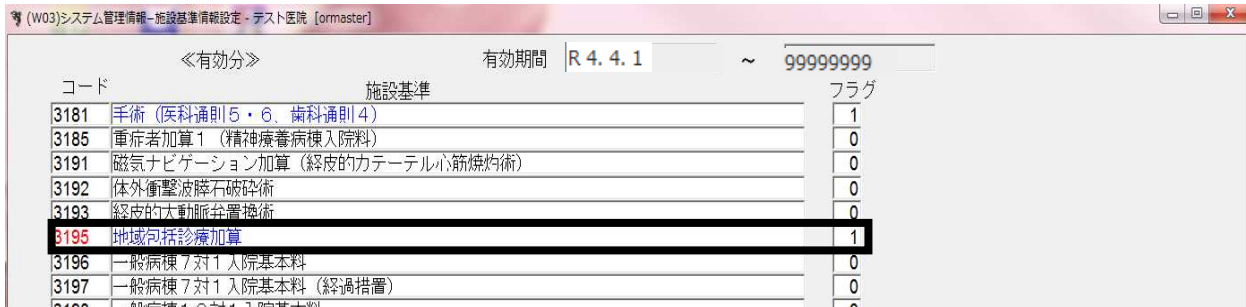 (W03)システム管理情報−施設基準情報設定 - テスト医院 [ormaster]
≪有効分≫ 有効期間 R 4. 4. 1 ~ 99999999
コード 施設基準 フラグ
3181 手術（医科通則５・６、歯科通則４） 1
3185 重症者加算１（精神療養病棟入院料） 0
3191 磁気ナビゲーション加算（経皮的カテーテル心筋焼灼術） 0
3192 体外衝撃波膵石破砕術 0
3193 経皮的大動脈弁置換術 0
3195 地域包括診療加算 1
3196 一般病棟７対１入院基本料 0
3197 一般病棟７対１入院基本料（経過措置） 0